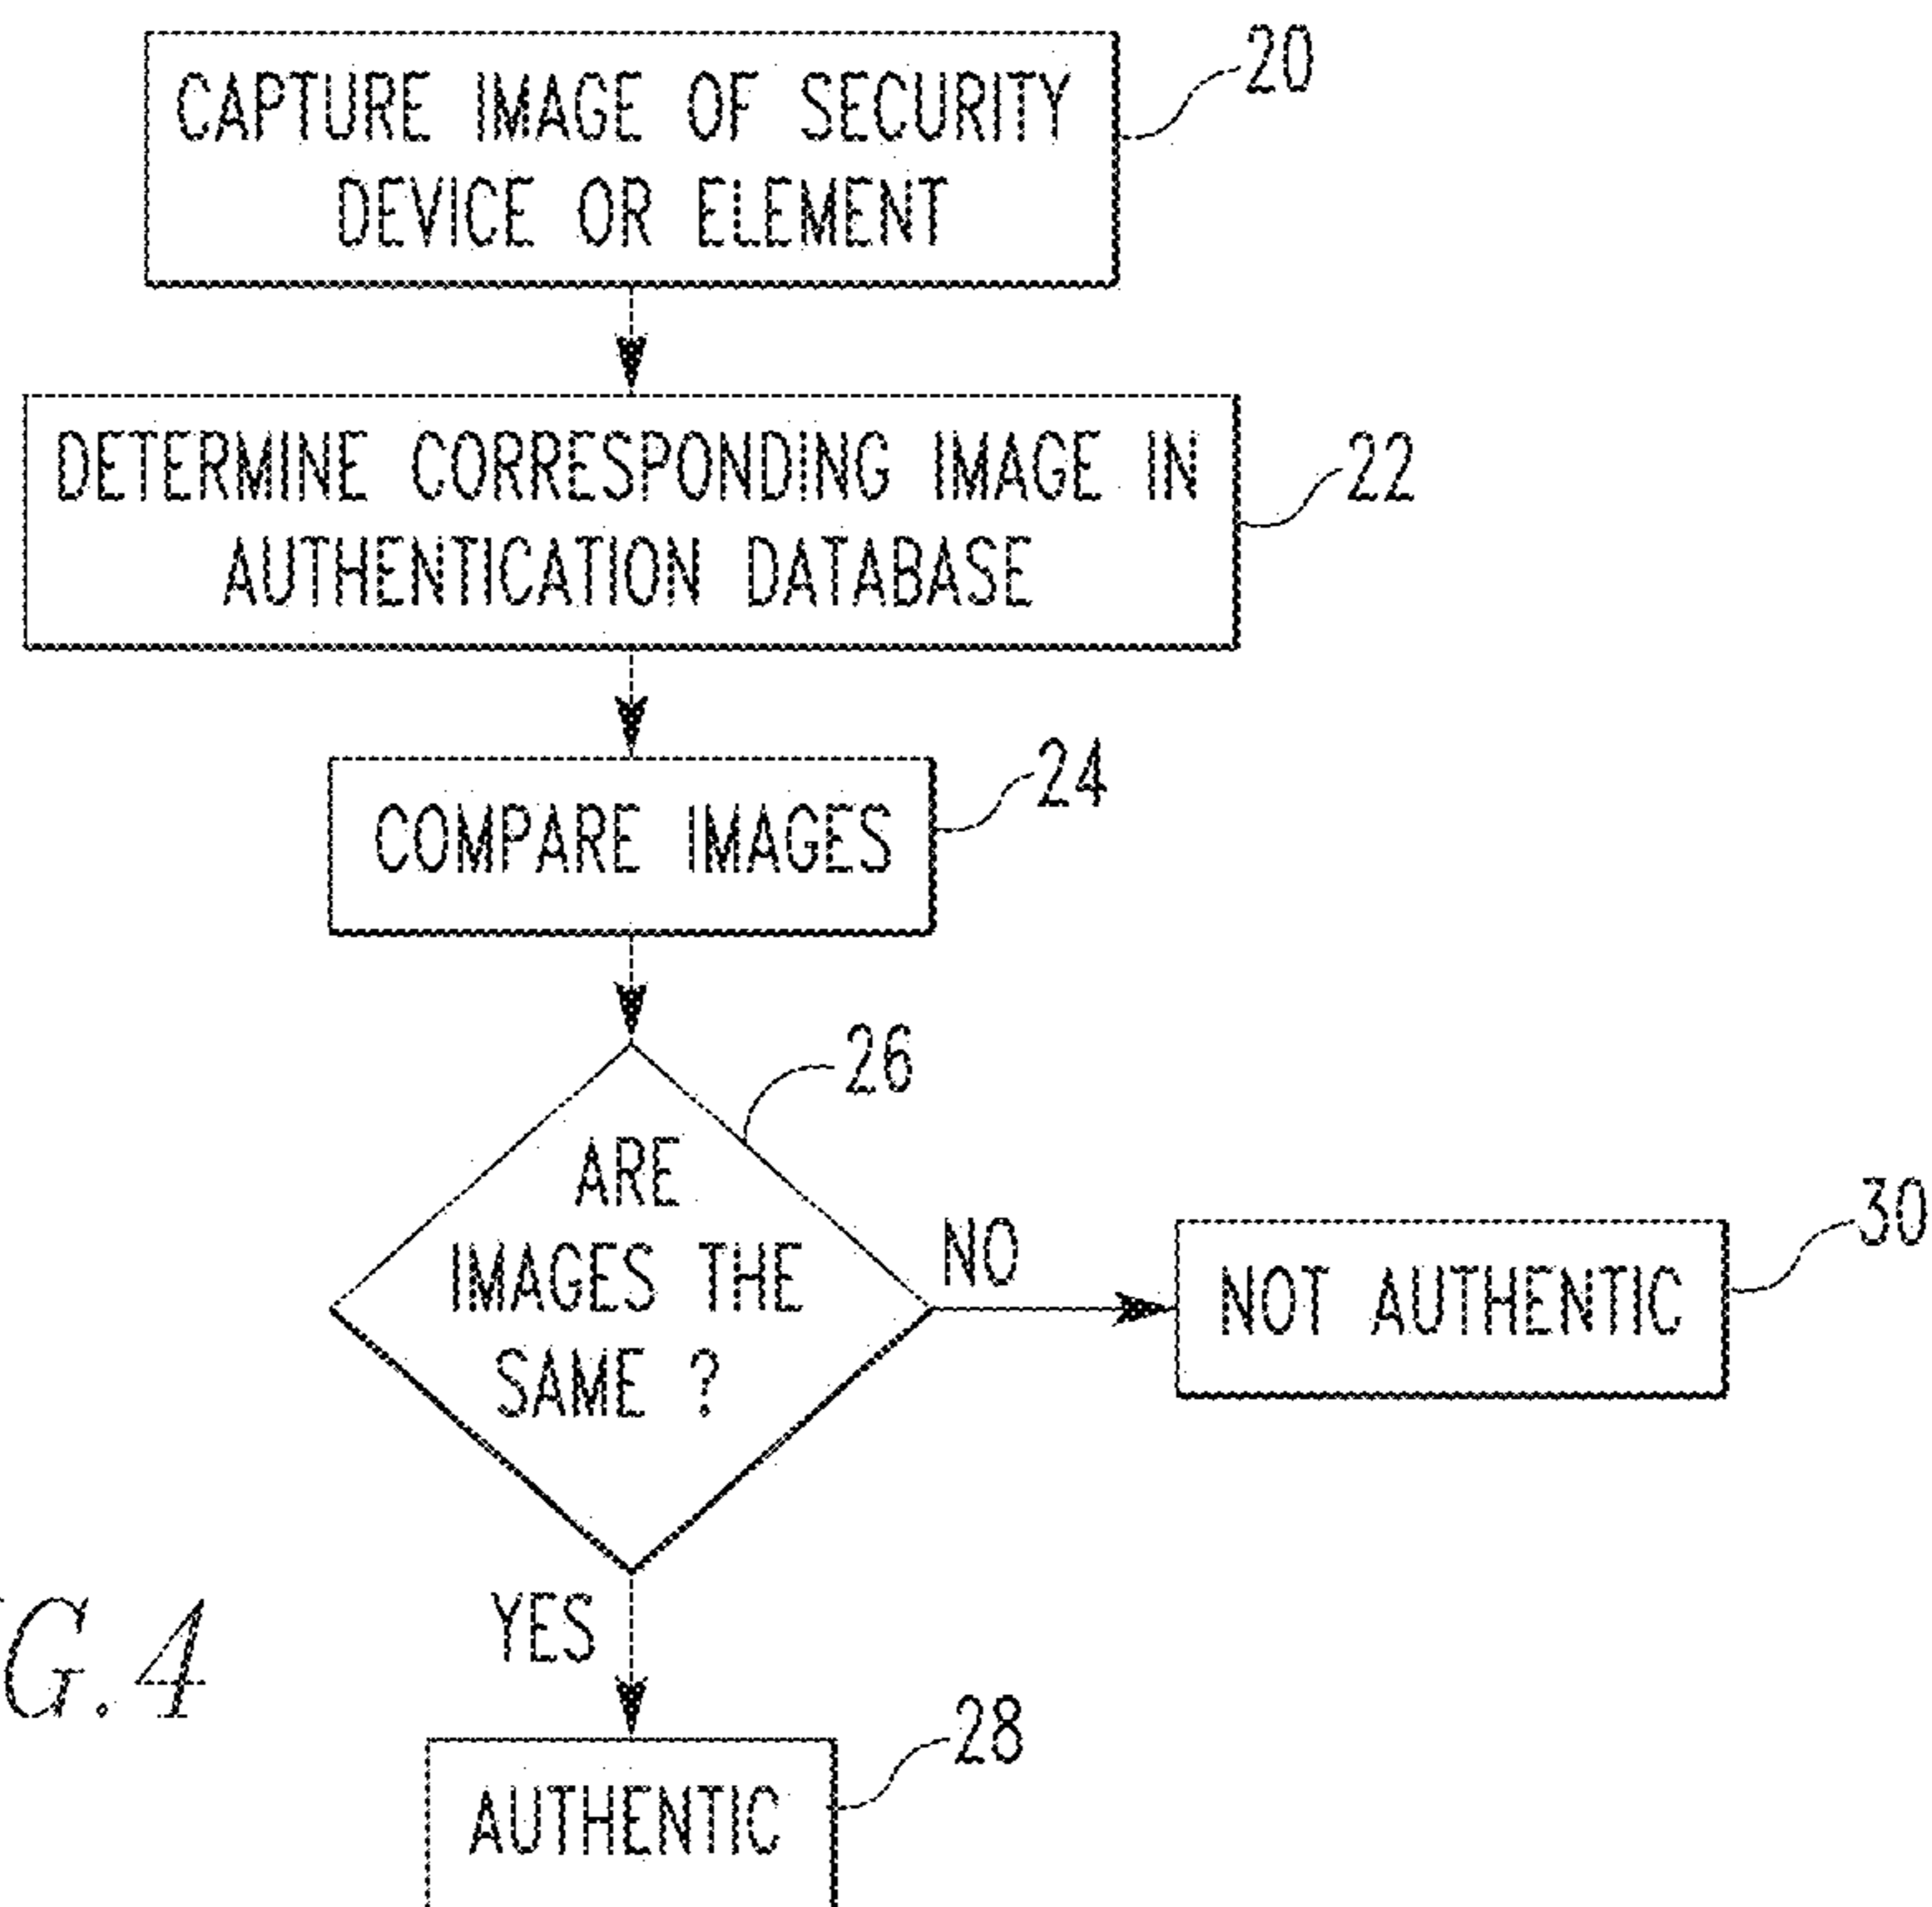 CAPTURE IMAGE OF SECURITY
DEVICE OR ELEMENT
20
DETERMINE CORRESPONDING IMAGE IN
AUTHENTICATION DATABASE
22
COMPARE IMAGES
24
26
ARE
IMAGES THE
SAME ?
NO
NOT AUTHENTIC
30
YES
G.4
AUTHENTIC
28